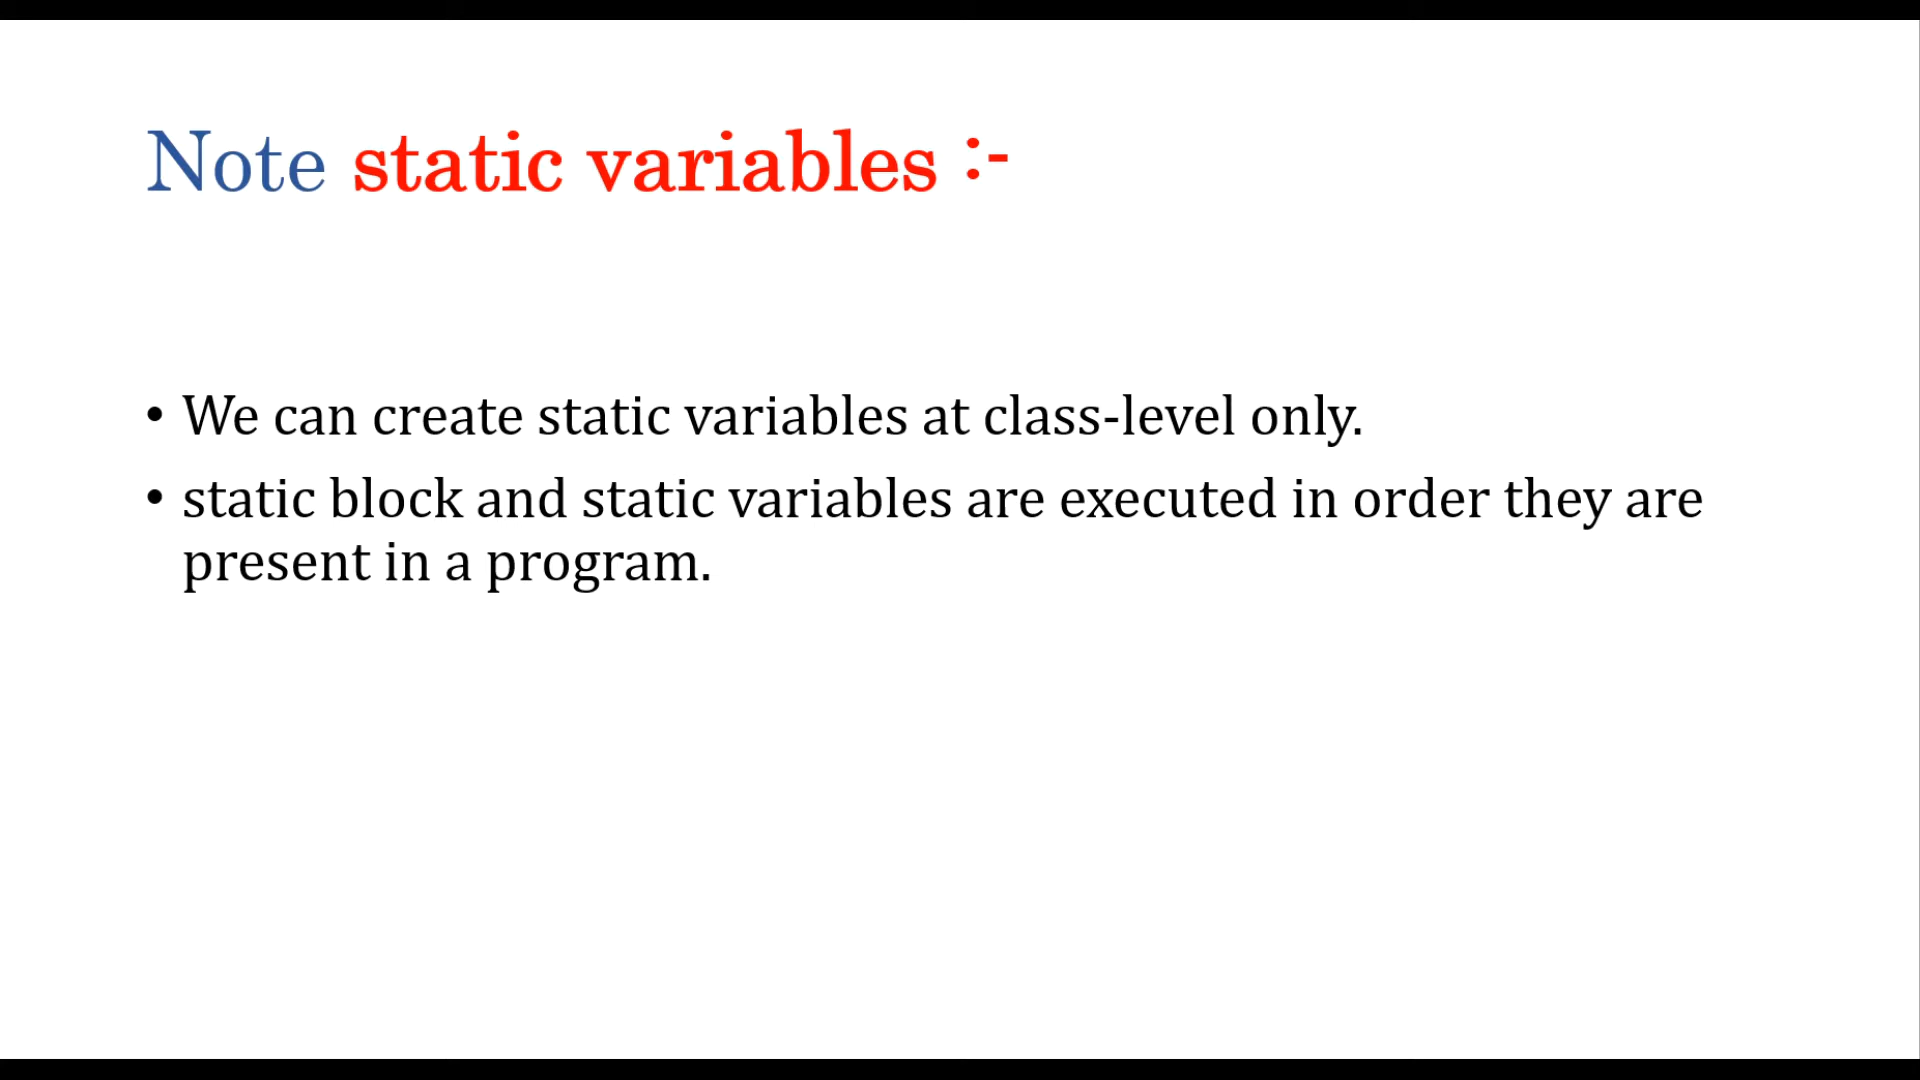 Note static variables :-
• We can create static variables at class-level only.
• static block and static variables are executed in order they are
present in a program.